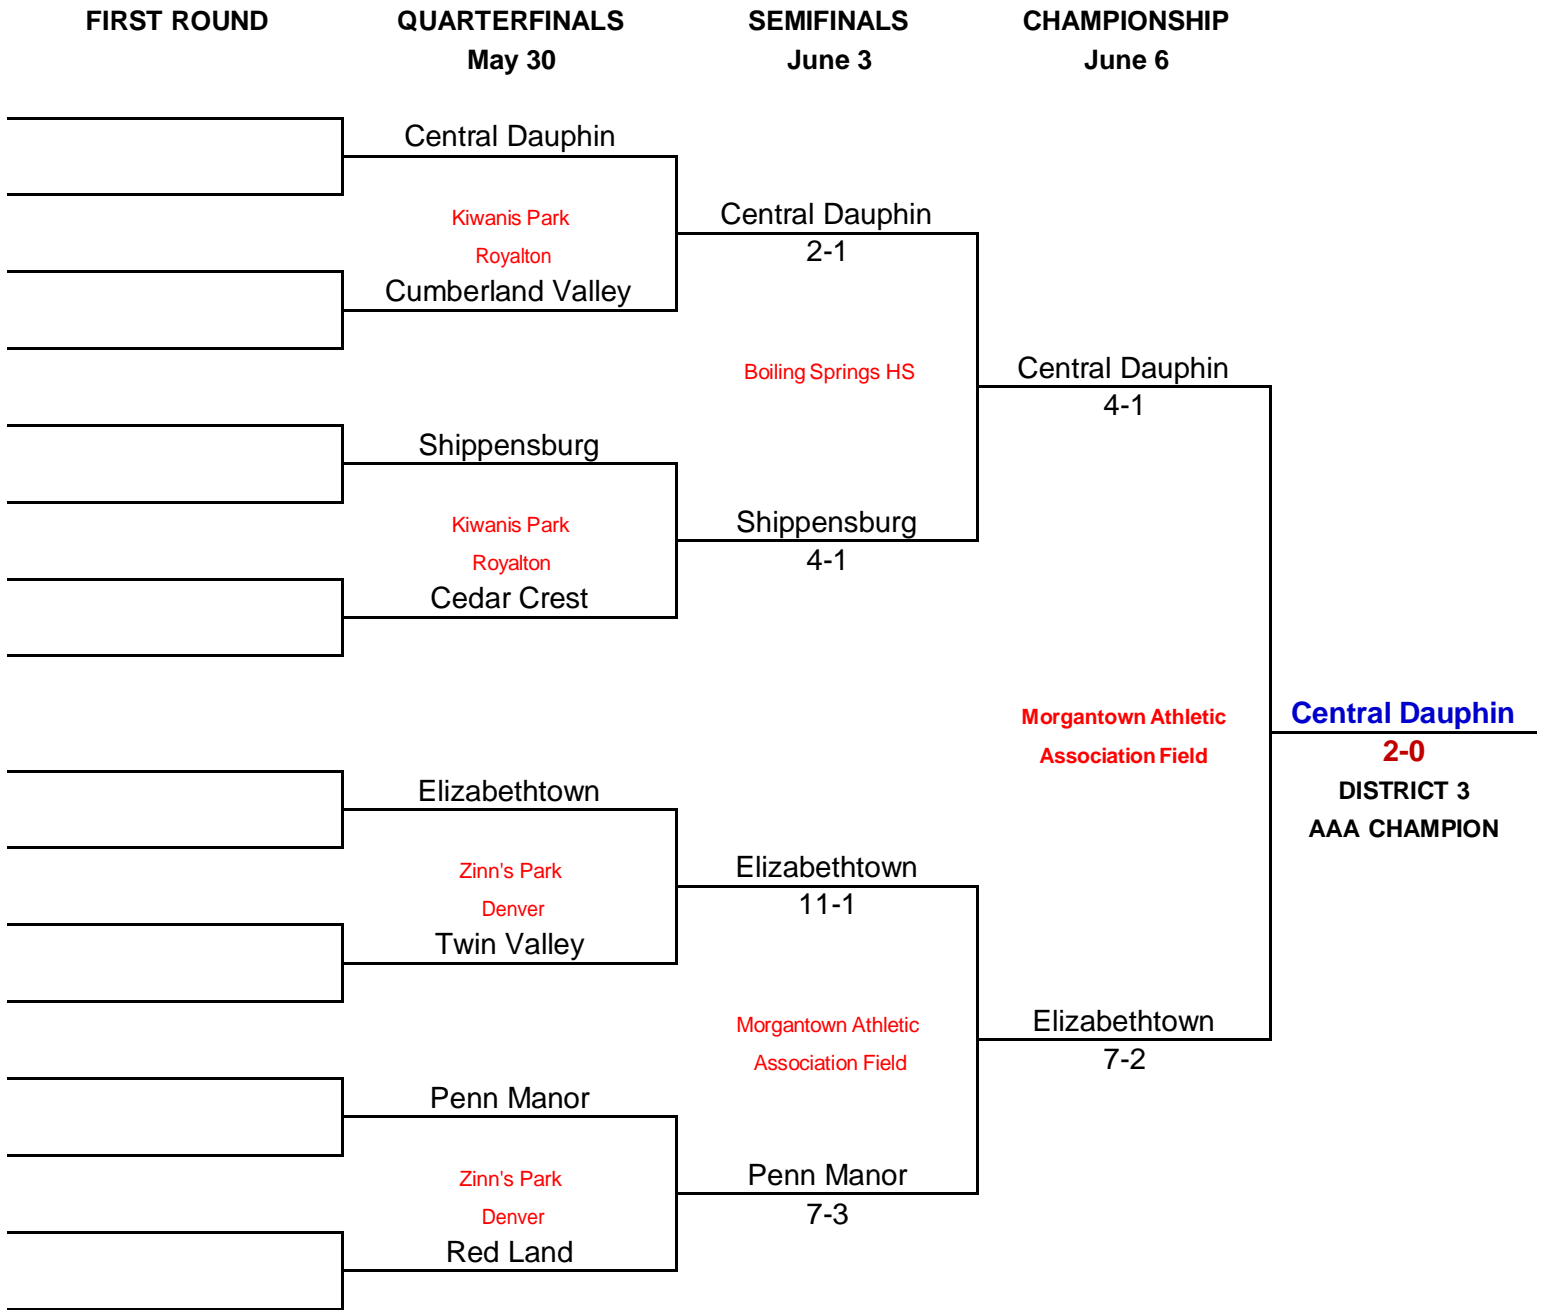 FIRST ROUND
QUARTERFINALS
May 30
SEMIFINALS
June 3
CHAMPIONSHIP
June 6
Central Dauphin
Kiwanis Park
Royalton
Cumberland Valley
Central Dauphin
2-1
Boiling Springs HS
Central Dauphin
4-1
Shippensburg
Kiwanis Park
Royalton
Cedar Crest
Shippensburg
4-1
Morgantown Athletic
Association Field
Central Dauphin
2-0
DISTRICT 3
AAA CHAMPION
Elizabethtown
Zinn's Park
Denver
Twin Valley
Elizabethtown
11-1
Morgantown Athletic
Association Field
Elizabethtown
7-2
Penn Manor
Zinn's Park
Denver
Red Land
Penn Manor
7-3